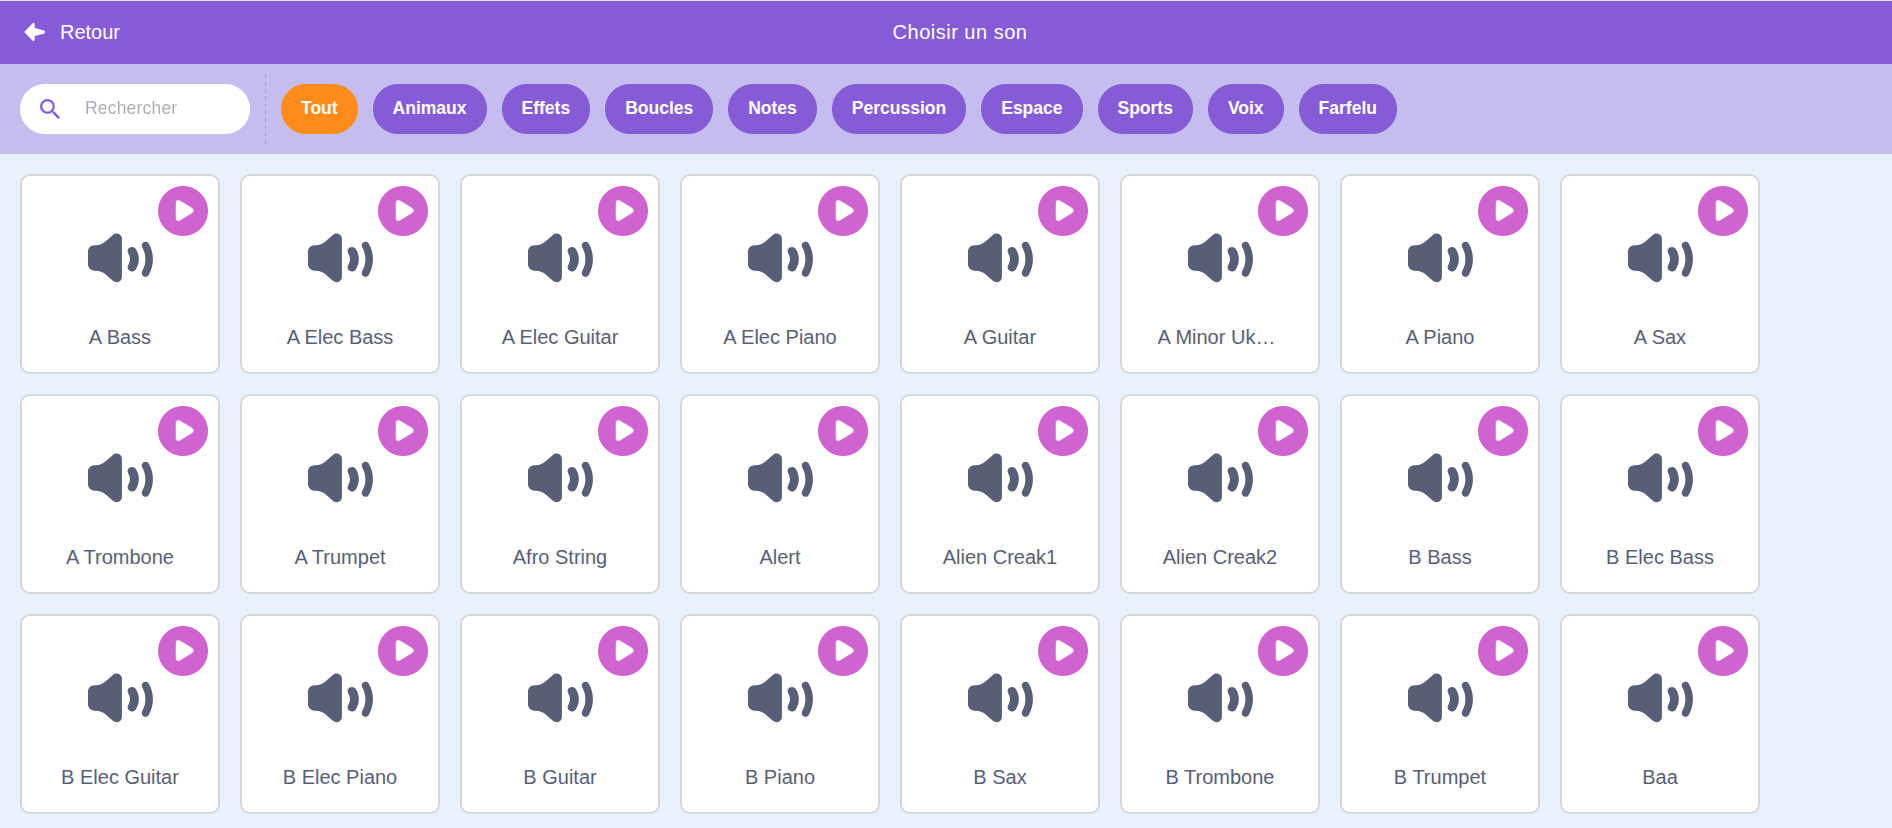 Retour
Choisir un son
Rechercher
Tout
Animaux
Effets
Boucles
Notes
Percussion
Espace
Sports
Voix
Farfelu
A Bass
A Elec Bass
A Elec Guitar
A Elec Piano
A Guitar
A Minor Uk…
A Piano
A Sax
A Trombone
A Trumpet
Afro String
Alert
Alien Creak1
Alien Creak2
B Bass
B Elec Bass
B Elec Guitar
B Elec Piano
B Guitar
B Piano
B Sax
B Trombone
B Trumpet
Baa